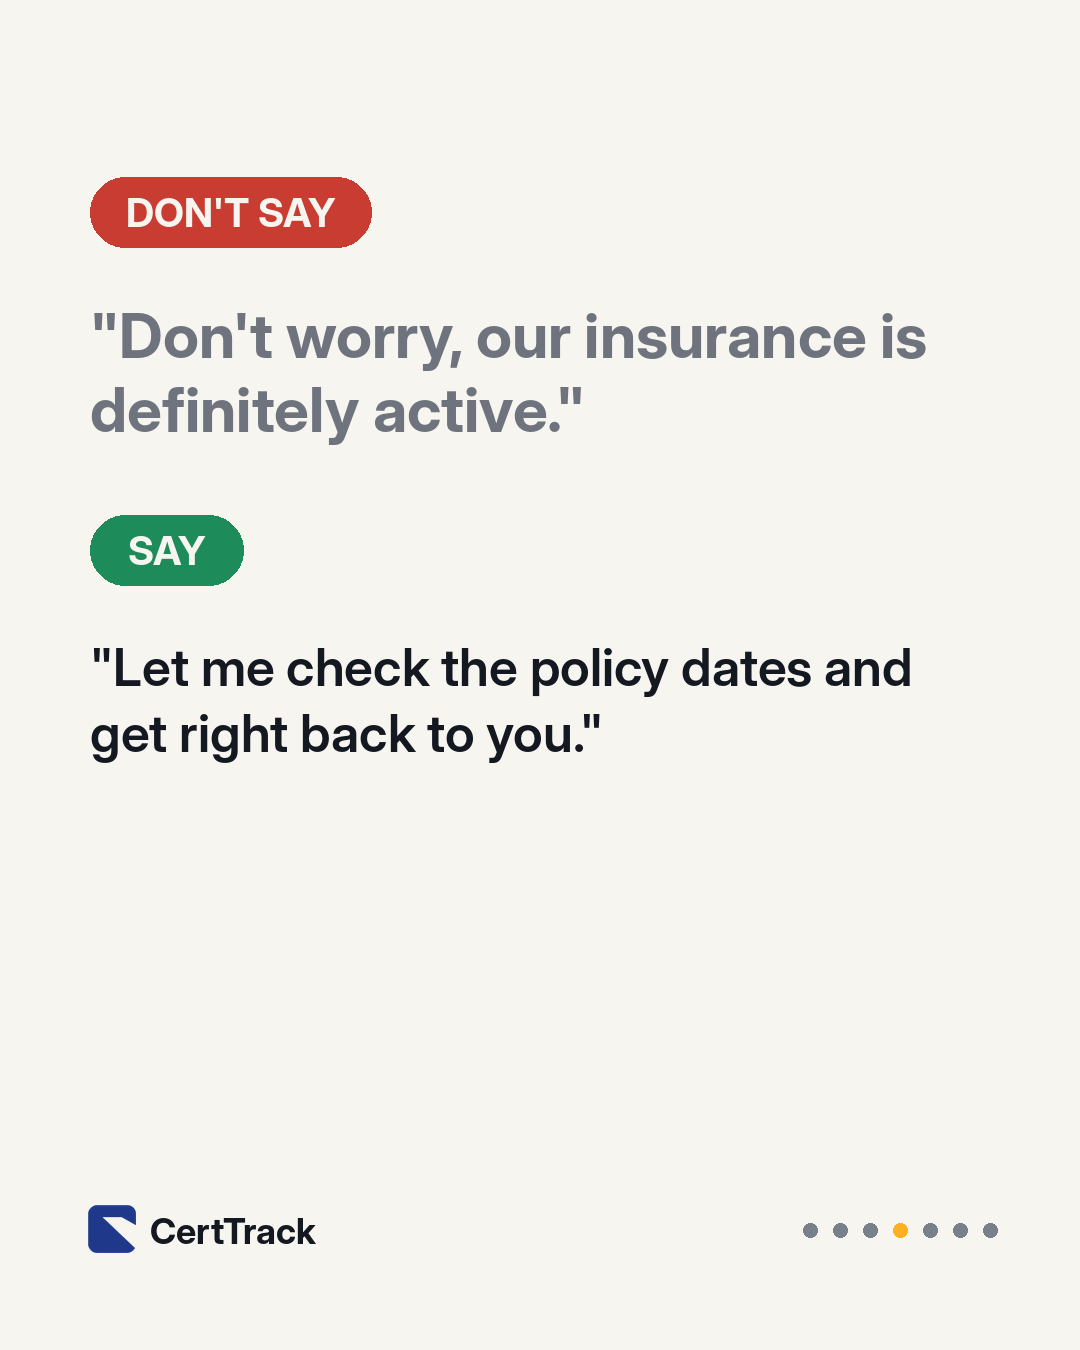 DON'T SAY
"Don't worry, our insurance is
definitely active."
SAY
"Let me check the policy dates and
get right back to you."
CertTrack